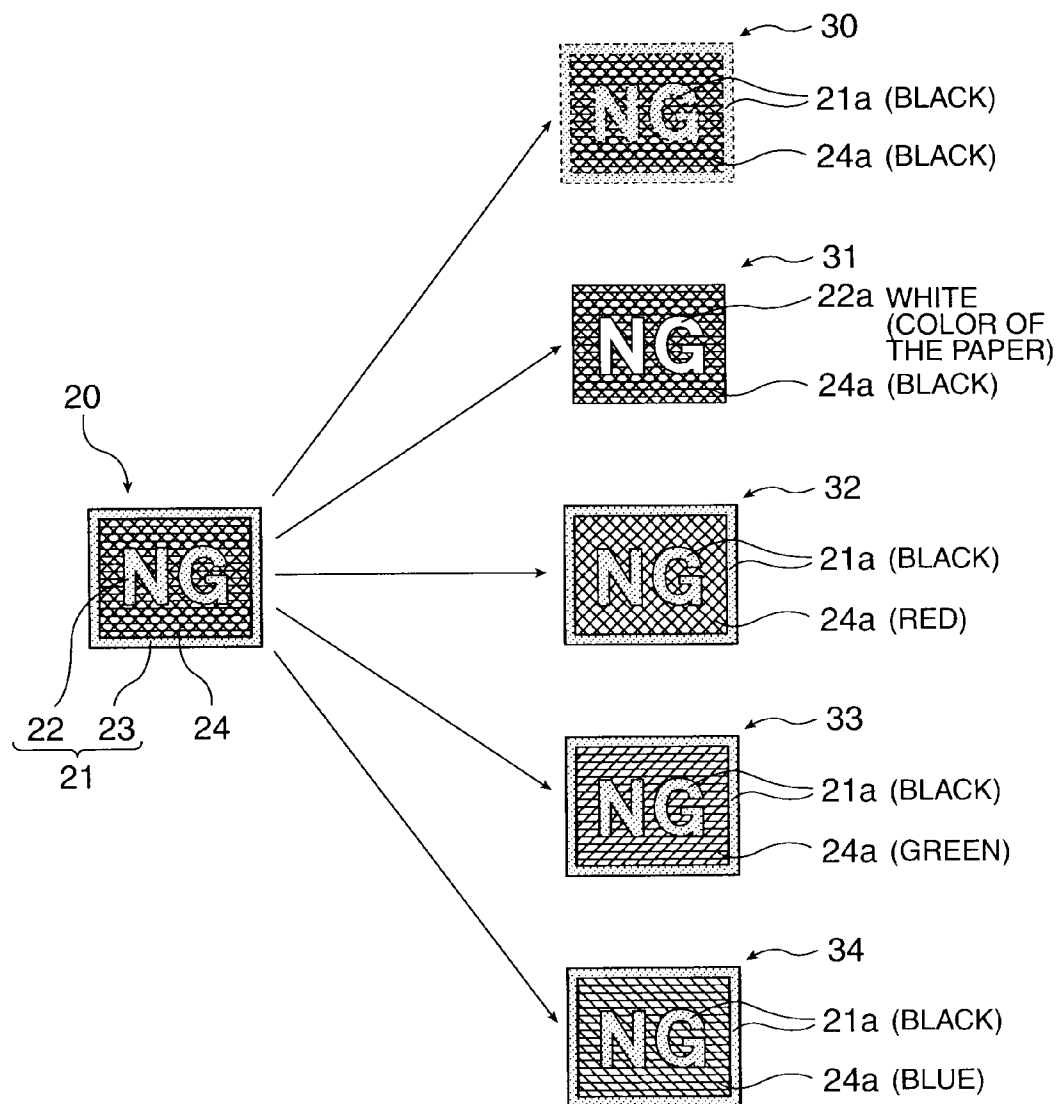 30
NG
21a (BLACK)
24a (BLACK)
31
22a WHITE
(COLOR OF
THE PAPER)
NG
24a (BLACK)
20
32
NG
21a (BLACK)
24a (RED)
NG
22 23 24
21
33
NG
21a (BLACK)
24a (GREEN)
34
NG
21a (BLACK)
24a (BLUE)